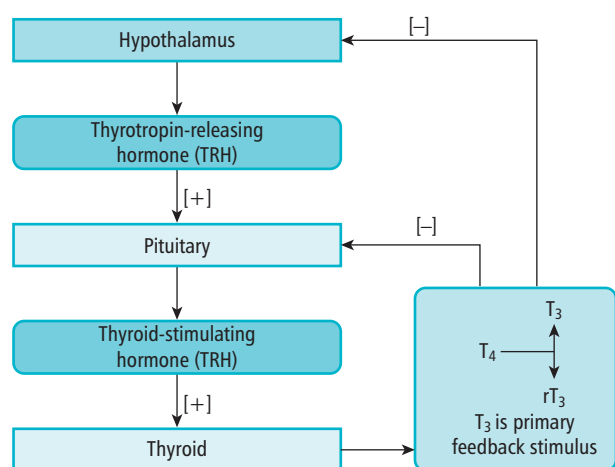 Hypothalamus
[–]
Thyrotropin-releasing
hormone (TRH)
[+]
Pituitary
[–]
Thyroid-stimulating
hormone (TRH)
[+]
Thyroid
T₃
T₄
rT₃
T₃ is primary
feedback stimulus